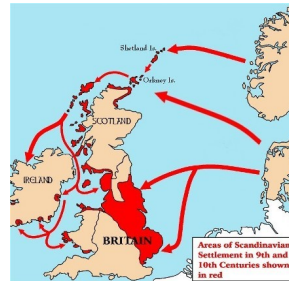 Shetland Is.
Orkney Is.
SCOTLAND
IRELAND
BRITAIN
Areas of Scandinavian
Settlement in 9th and
10th Centuries shown
in red